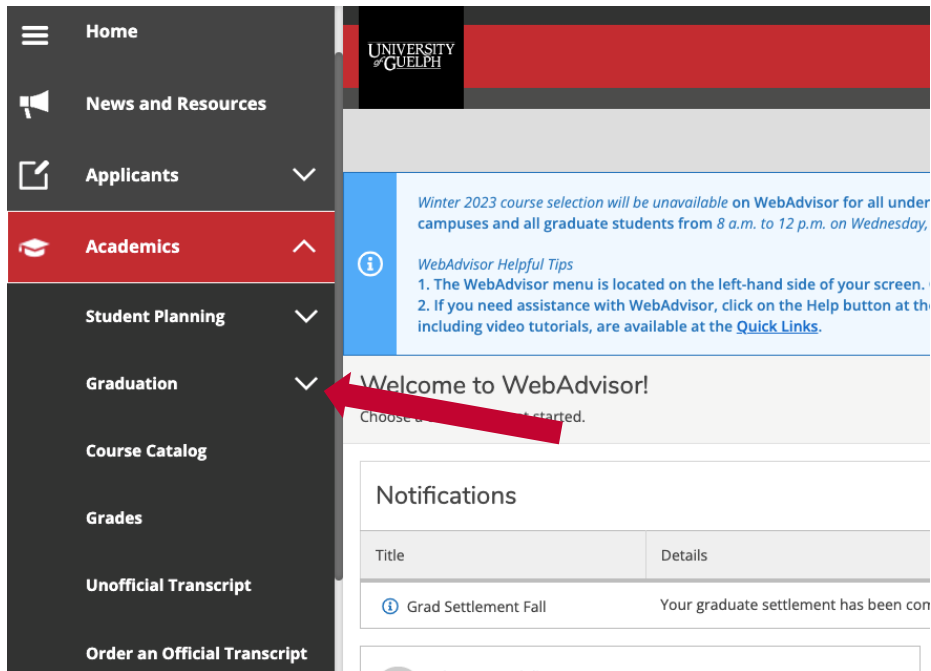 Home
News and Resources
Applicants
Academics
Student Planning
Graduation
Course Catalog
Grades
Unofficial Transcript
Order an Official Transcript
UNIVERSITY
of GUELPH
Winter 2023 course selection will be unavailable on WebAdvisor for all under
campuses and all graduate students from 8 a.m. to 12 p.m. on Wednesday,
WebAdvisor Helpful Tips
1. The WebAdvisor menu is located on the left-hand side of your screen.
2. If you need assistance with WebAdvisor, click on the Help button at the
including video tutorials, are available at the Quick Links.
Welcome to WebAdvisor!
Choose a started.
Notifications
Title Details
Grad Settlement Fall Your graduate settlement has been com